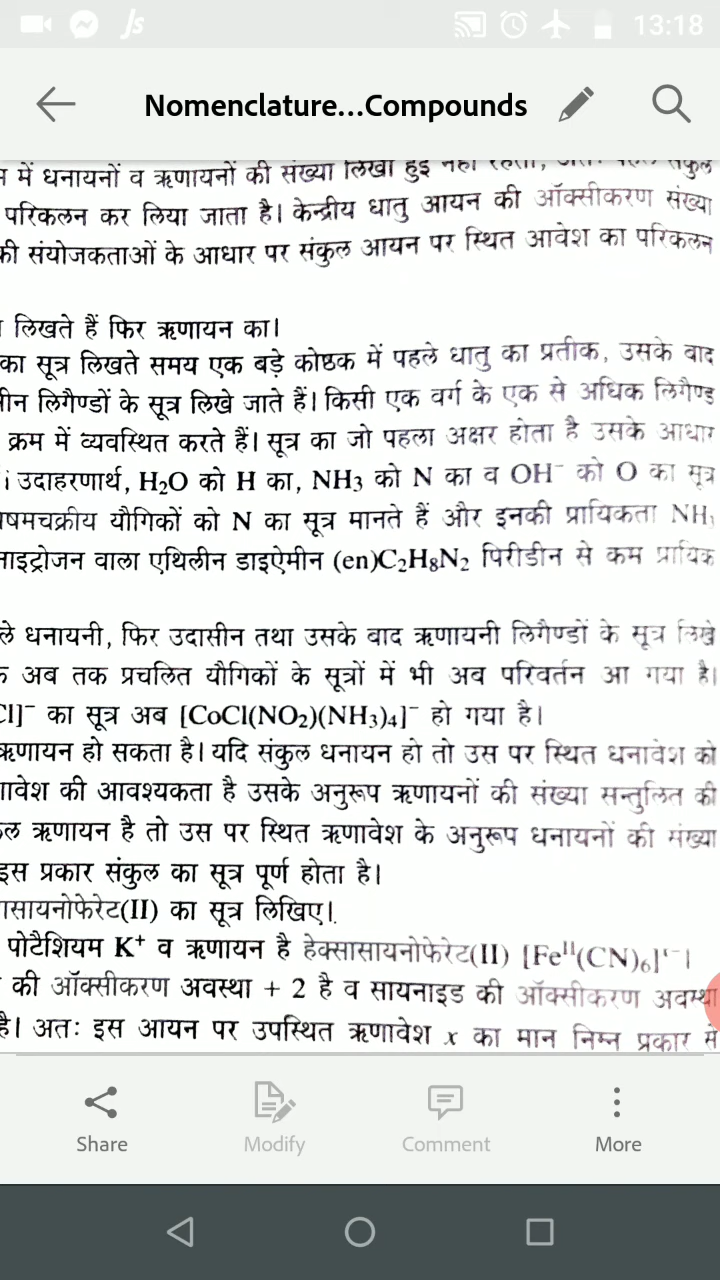 Js 13:18
Nomenclature...Compounds
में धनायनों व ऋणायनों की संख्या लिखी हुई नहीं रहती,
परिकलन कर लिया जाता है। केन्द्रीय धातु आयन की ऑक्सीकरण संख्या
की संयोजकताओं के आधार पर संकुल आयन पर स्थित आवेश का परिकलन
लिखते हैं फिर ऋणायन का।
का सूत्र लिखते समय एक बड़े कोष्ठक में पहले धातु का प्रतीक, उसके बाद
लिगैण्डों के सूत्र लिखे जाते हैं। किसी एक वर्ग के एक से अधिक लिगैण्ड
क्रम में व्यवस्थित करते हैं। सूत्र का जो पहला अक्षर होता है उसके आधार
उदाहरणार्थ, H₂O को H का, NH₃ को N का व OH⁻ को O का सूत्र
यौगिकों को N का सूत्र मानते हैं और इनकी प्रायिकता NH₃
वाला एथिलीन डाइऐमीन (en)C₂H₈N₂ पिरीडीन से कम प्रायिक
धनायनी, फिर उदासीन तथा उसके बाद ऋणायनी लिगैण्डों के सूत्र लिखे
अब तक प्रचलित यौगिकों के सूत्रों में भी अब परिवर्तन आ गया है।
Cl]⁻ का सूत्र अब [CoCl(NO₂)(NH₃)₄]⁻ हो गया है।
ऋणायन हो सकता है। यदि संकुल धनायन हो तो उस पर स्थित धनावेश को
की आवश्यकता है उसके अनुरूप ऋणायनों की संख्या सन्तुलित की
ऋणायन है तो उस पर स्थित ऋणावेश के अनुरूप धनायनों की संख्या
इस प्रकार संकुल का सूत्र पूर्ण होता है।
सायनोफेरेट(II) का सूत्र लिखिए।
पोटैशियम K⁺ व ऋणायन है हेक्सासायनोफेरेट(II) [Feᴵᴵ(CN)₆]
की ऑक्सीकरण अवस्था + 2 है व सायनाइड की ऑक्सीकरण अवस्था
है। अतः इस आयन पर उपस्थित ऋणावेश x का मान निम्न प्रकार से
Share Modify Comment More